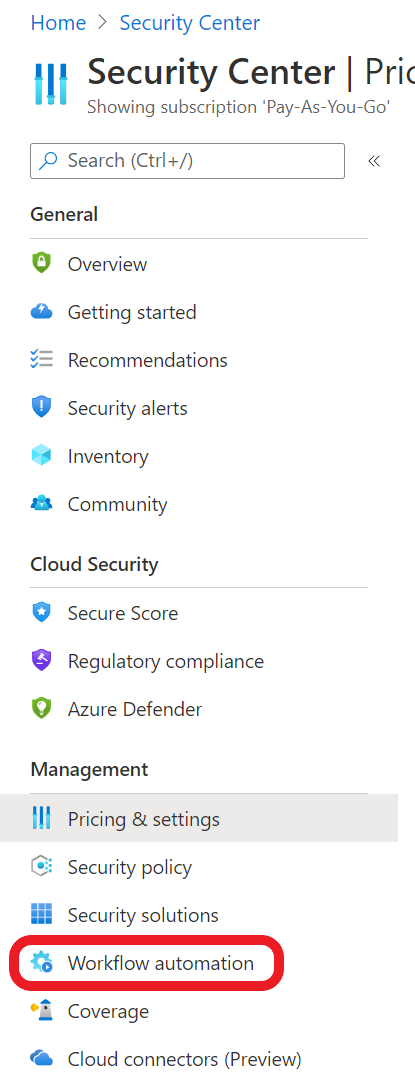 Home > Security Center
Security Center | Pric
Showing subscription 'Pay-As-You-Go'
Search (Ctrl+/)
«
General
Overview
Getting started
Recommendations
Security alerts
Inventory
Community
Cloud Security
Secure Score
Regulatory compliance
Azure Defender
Management
Pricing & settings
Security policy
Security solutions
Workflow automation
Coverage
Cloud connectors (Preview)